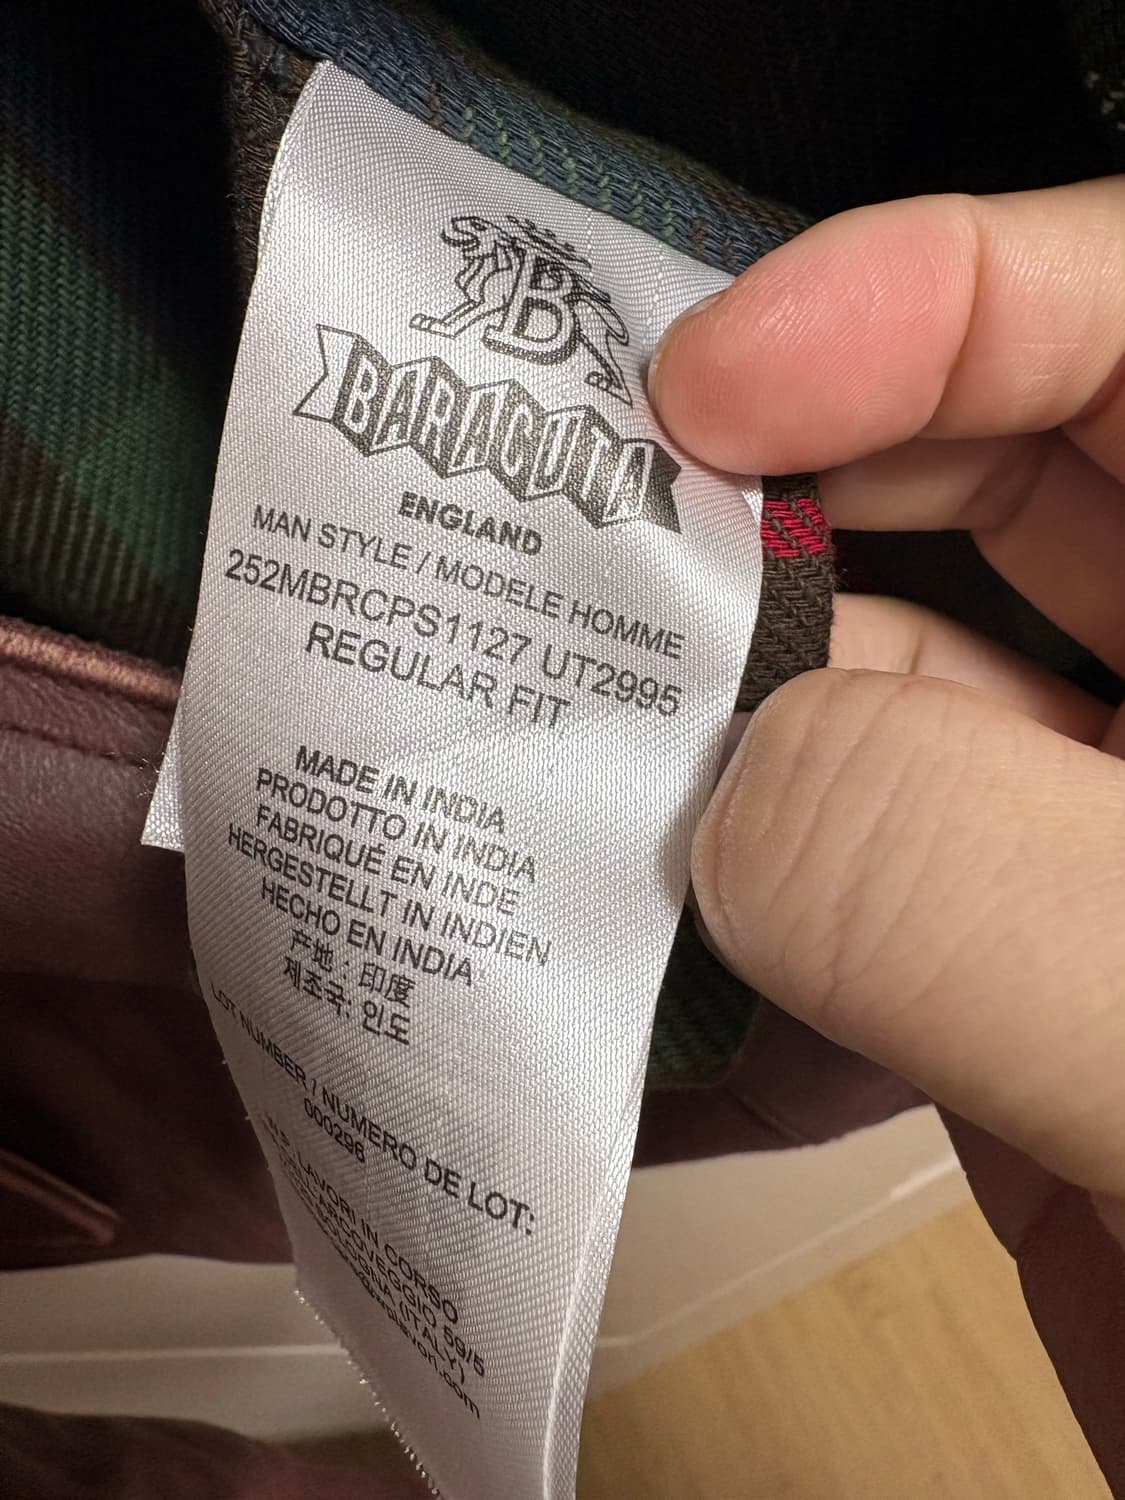 B
BARACUTA
ENGLAND
MAN STYLE / MODELE HOMME
252MBRCPS1127 UT2995
REGULAR FIT
MADE IN INDIA
PRODOTTO IN INDIA
FABRIQUÉ EN INDE
HERGESTELLT IN INDIEN
HECHO EN INDIA
产地 : 印度
제조국: 인도
LOT NUMBER / NUMERO DE LOT:
000296
LAVORI IN CORSO
ARCOVEGGIO 59/5
BOLOGNA (ITALY)